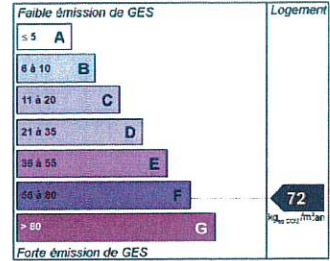 Faible émission de GES
Logement
≤ 5 A
6 à 10 B
11 à 20 C
21 à 35 D
36 à 55 E
56 à 80 F
72
> 80 G
Forte émission de GES